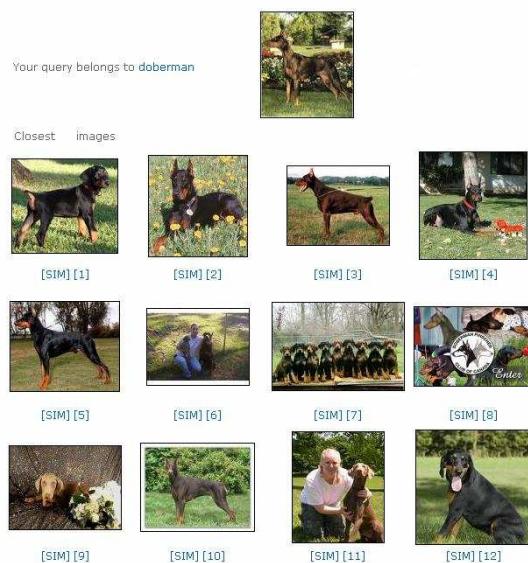 Your query belongs to doberman
Closest images
[SIM] [1]
[SIM] [2]
[SIM] [3]
[SIM] [4]
[SIM] [5]
[SIM] [6]
[SIM] [7]
Enter
[SIM] [8]
[SIM] [9]
[SIM] [10]
[SIM] [11]
[SIM] [12]